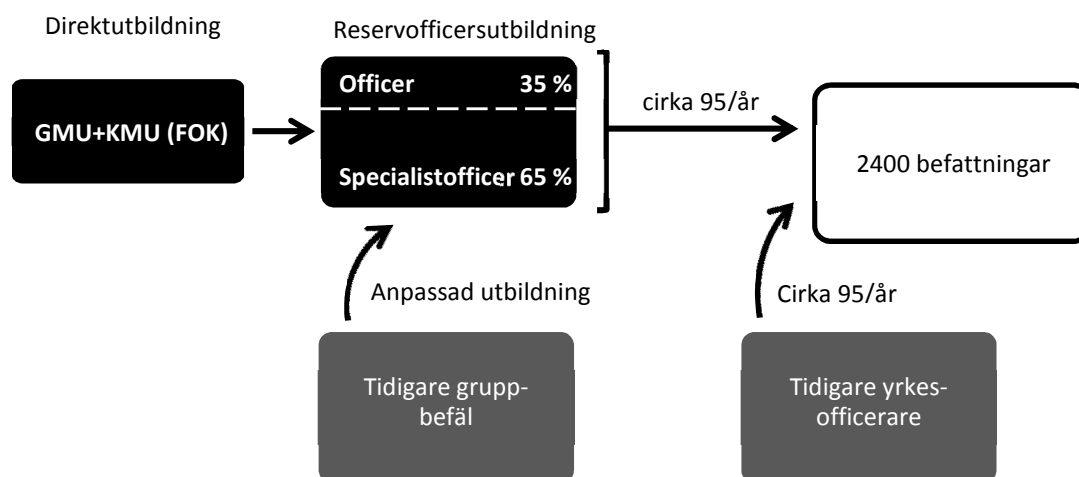 Direktutbildning
Reservofficersutbildning
Officer 35 %
GMU+KMU (FOK)
cirka 95/år
Specialistofficer 65 %
2400 befattningar
Anpassad utbildning
Cirka 95/år
Tidigare grupp-
befäl
Tidigare yrkes-
officerare